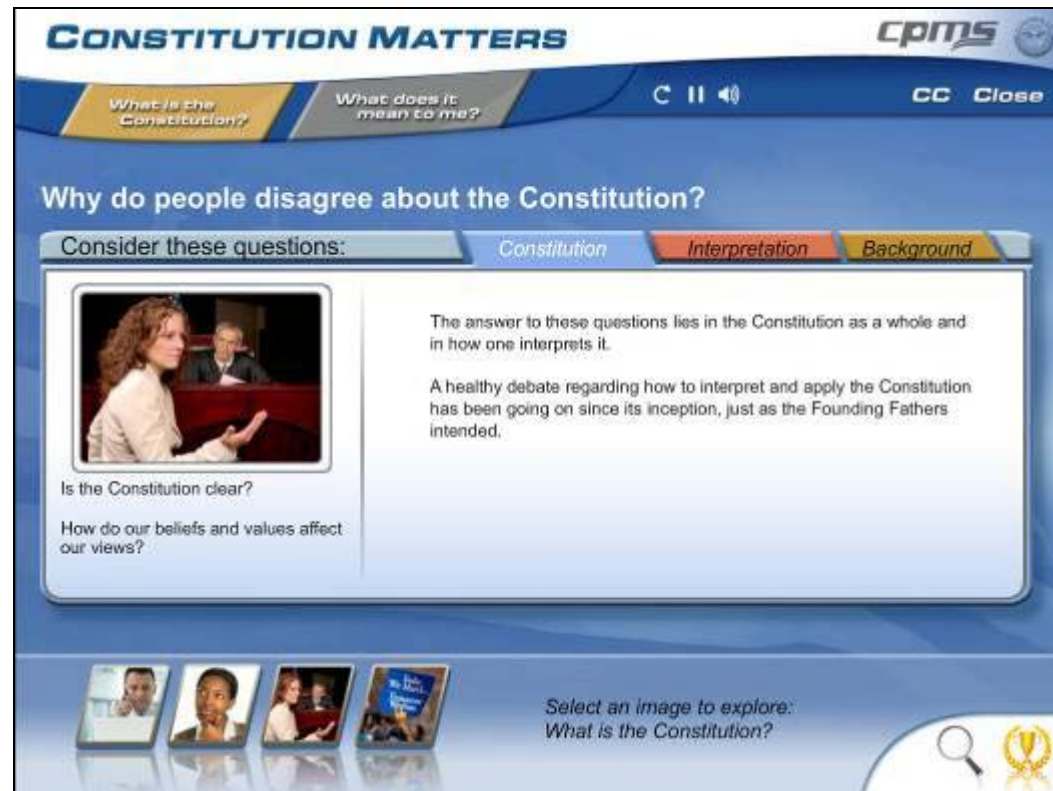 CONSTITUTION MATTERS
cpms
What is the
Constitution?
What does it
mean to me?
CC Close
Why do people disagree about the Constitution?
Consider these questions:
Constitution
Interpretation
Background
The answer to these questions lies in the Constitution as a whole and
in how one interprets it.
A healthy debate regarding how to interpret and apply the Constitution
has been going on since its inception, just as the Founding Fathers
intended.
Is the Constitution clear?
How do our beliefs and values affect
our views?
Select an image to explore:
What is the Constitution?